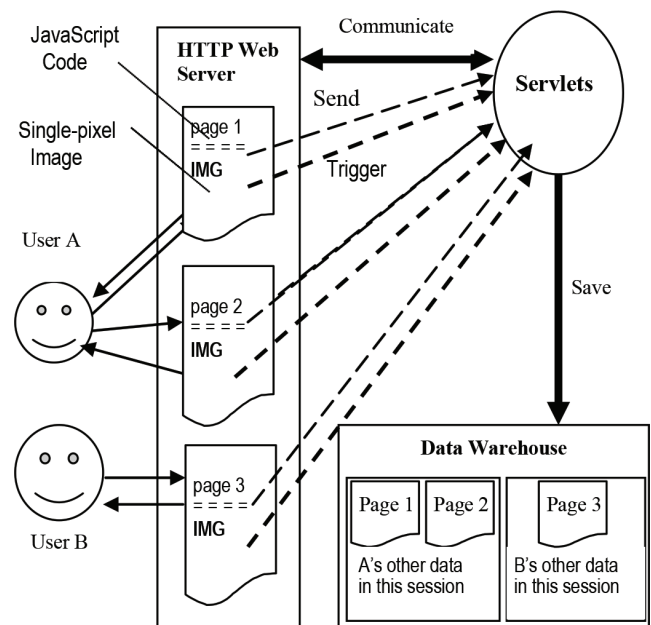 JavaScript
Code
HTTP Web
Server
Communicate
Servlets
Single-pixel
Image
page 1
= = = =
IMG
Send
Trigger
User A
page 2
= = = =
IMG
Save
User B
page 3
= = = =
IMG
Data Warehouse
Page 1
Page 2
Page 3
A's other data
in this session
B's other data
in this session